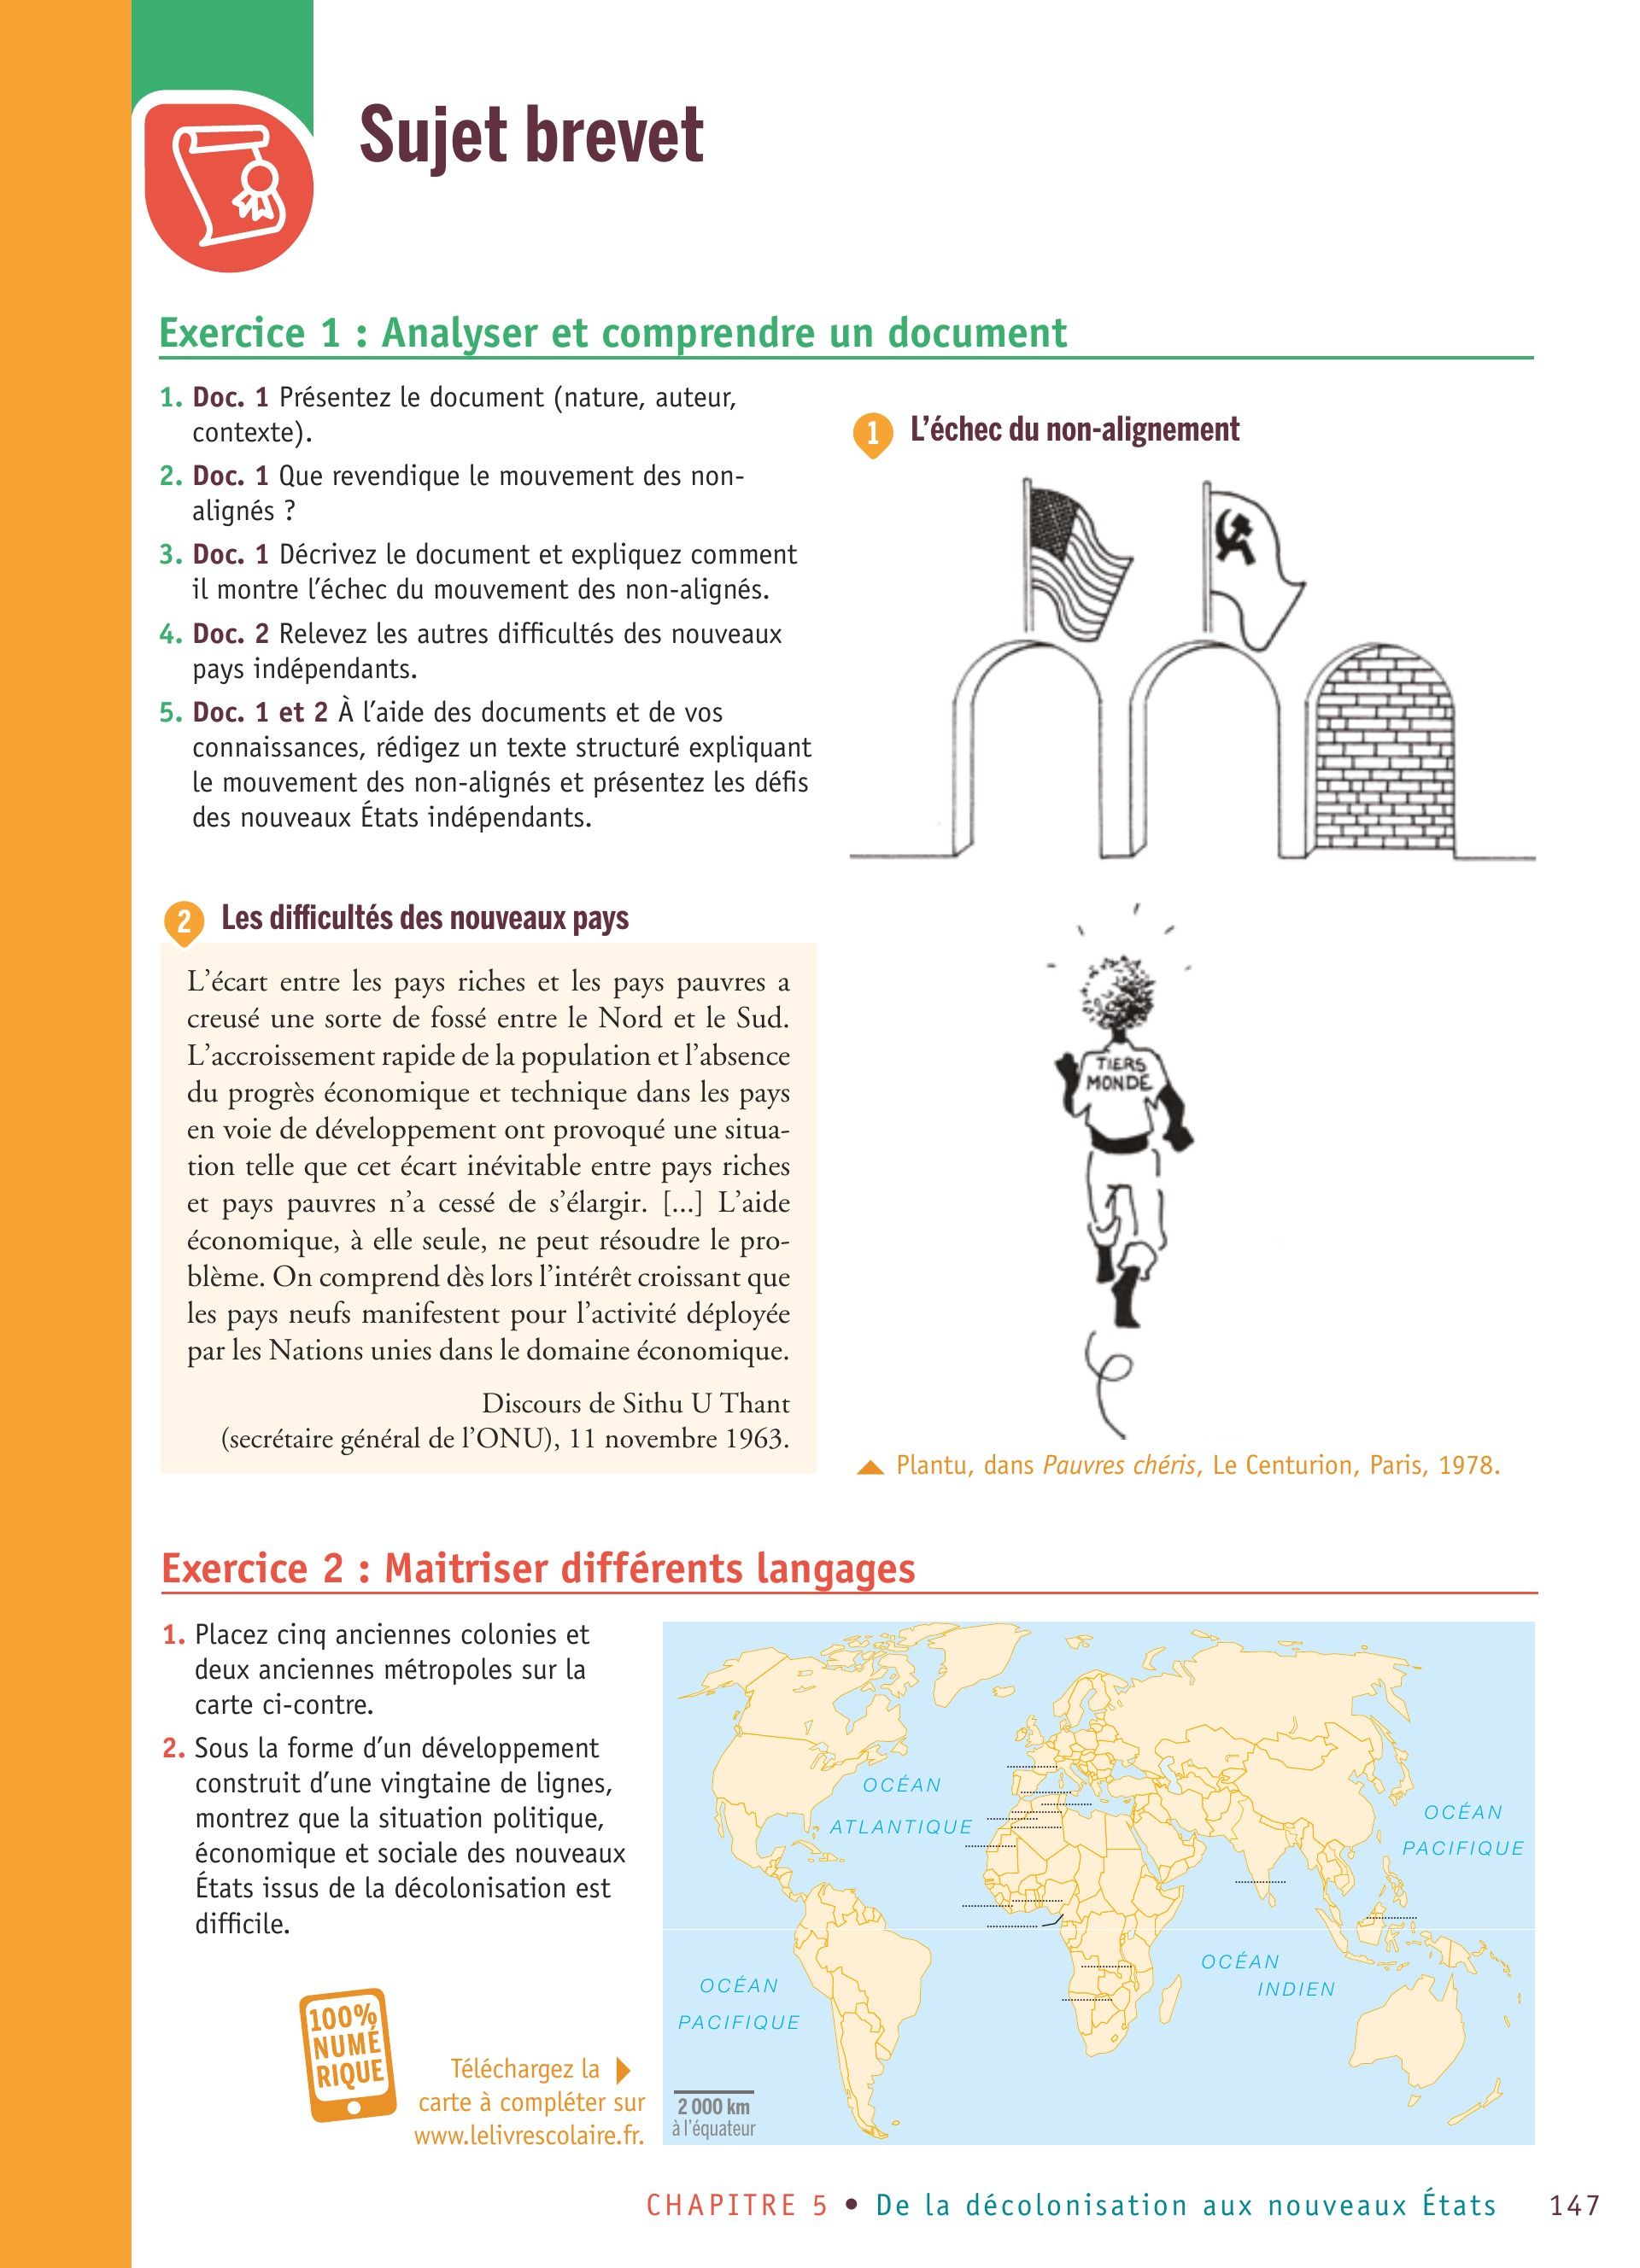 Sujet brevet
Exercice 1 : Analyser et comprendre un document
1. Doc. 1 Présentez le document (nature, auteur,
contexte).
2. Doc. 1 Que revendique le mouvement des non-
alignés ?
3. Doc. 1 Décrivez le document et expliquez comment
il montre l'échec du mouvement des non-alignés.
4. Doc. 2 Relevez les autres difficultés des nouveaux
pays indépendants.
5. Doc. 1 et 2 À l'aide des documents et de vos
connaissances, rédigez un texte structuré expliquant
le mouvement des non-alignés et présentez les défis
des nouveaux États indépendants.
1 L'échec du non-alignement
TIERS
MONDE
Plantu, dans Pauvres chéris, Le Centurion, Paris, 1978.
2 Les difficultés des nouveaux pays
L'écart entre les pays riches et les pays pauvres a
creusé une sorte de fossé entre le Nord et le Sud.
L'accroissement rapide de la population et l'absence
du progrès économique et technique dans les pays
en voie de développement ont provoqué une situa-
tion telle que cet écart inévitable entre pays riches
et pays pauvres n'a cessé de s'élargir. [...] L'aide
économique, à elle seule, ne peut résoudre le pro-
blème. On comprend dès lors l'intérêt croissant que
les pays neufs manifestent pour l'activité déployée
par les Nations unies dans le domaine économique.
Discours de Sithu U Thant
(secrétaire général de l'ONU), 11 novembre 1963.
Exercice 2 : Maitriser différents langages
1. Placez cinq anciennes colonies et
deux anciennes métropoles sur la
carte ci-contre.
2. Sous la forme d'un développement
construit d'une vingtaine de lignes,
montrez que la situation politique,
économique et sociale des nouveaux
États issus de la décolonisation est
difficile.
100%
NUMÉ
RIQUE
Téléchargez la
carte à compléter sur
www.lelivrescolaire.fr.
OCÉAN
ATLANTIQUE
OCÉAN
PACIFIQUE
OCÉAN
INDIEN
OCÉAN
PACIFIQUE
2 000 km
à l'équateur
CHAPITRE 5 • De la décolonisation aux nouveaux États 147